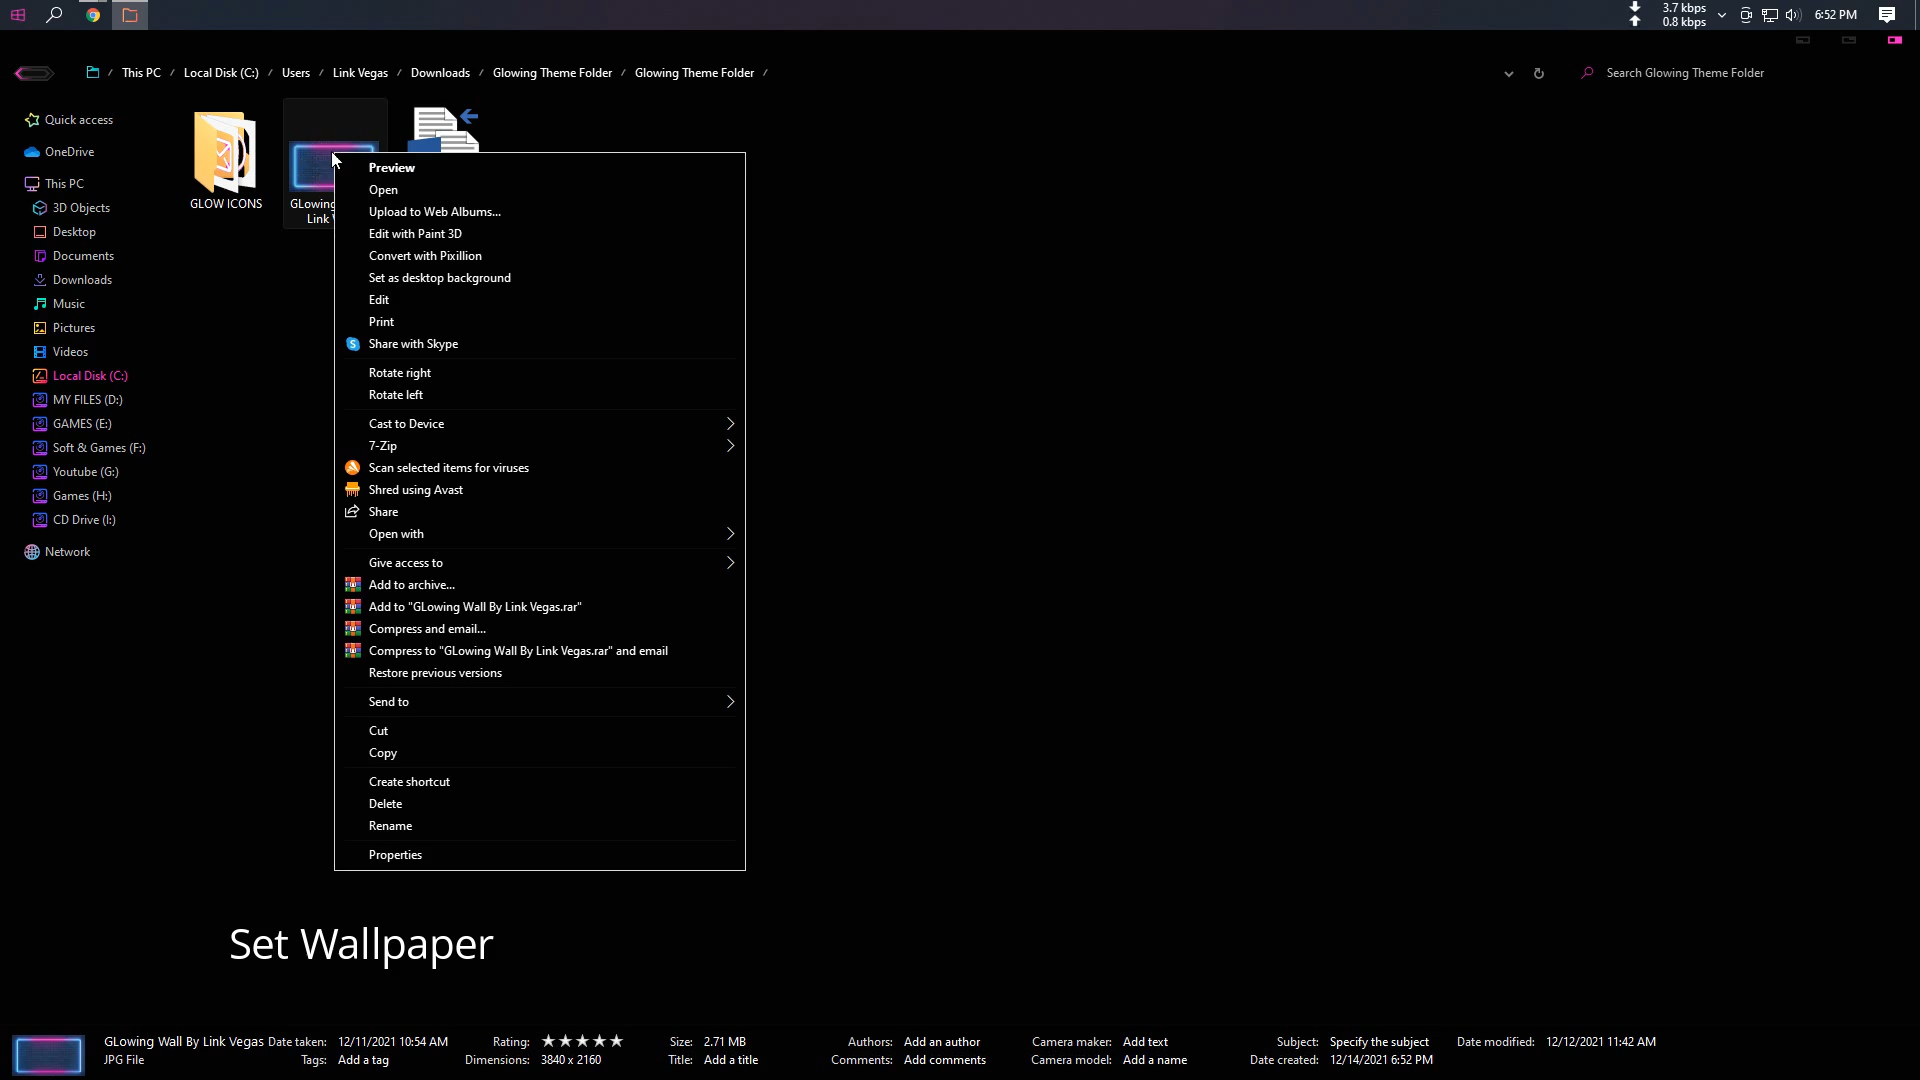 3.7 kbps
0.8 kbps
6:52 PM
/ This PC / Local Disk (C:) / Users / Link Vegas / Downloads / Glowing Theme Folder / Glowing Theme Folder /
Search Glowing Theme Folder
Quick access
OneDrive
This PC
3D Objects
Desktop
Documents
Downloads
Music
Pictures
Videos
Local Disk (C:)
MY FILES (D:)
GAMES (E:)
Soft & Games (F:)
Youtube (G:)
Games (H:)
CD Drive (I:)
Network
GLOW ICONS
GLowing
Link
Preview
Open
Upload to Web Albums...
Edit with Paint 3D
Convert with Pixillion
Set as desktop background
Edit
Print
Share with Skype
Rotate right
Rotate left
Cast to Device
7-Zip
Scan selected items for viruses
Shred using Avast
Share
Open with
Give access to
Add to archive...
Add to "GLowing Wall By Link Vegas.rar"
Compress and email...
Compress to "GLowing Wall By Link Vegas.rar" and email
Restore previous versions
Send to
Cut
Copy
Create shortcut
Delete
Rename
Properties
Set Wallpaper
GLowing Wall By Link Vegas Date taken: 12/11/2021 10:54 AM Rating: ★★★★★ Size: 2.71 MB Authors: Add an author Camera maker: Add text Subject: Specify the subject Date modified: 12/12/2021 11:42 AM
JPG File Tags: Add a tag Dimensions: 3840 x 2160 Title: Add a title Comments: Add comments Camera model: Add a name Date created: 12/14/2021 6:52 PM